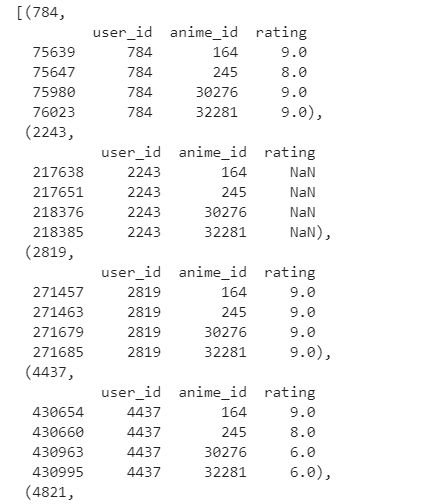 [(784,
user_id anime_id rating
75639 784 164 9.0
75647 784 245 8.0
75980 784 30276 9.0
76023 784 32281 9.0),
(2243,
user_id anime_id rating
217638 2243 164 NaN
217651 2243 245 NaN
218376 2243 30276 NaN
218385 2243 32281 NaN),
(2819,
user_id anime_id rating
271457 2819 164 9.0
271463 2819 245 9.0
271679 2819 30276 9.0
271685 2819 32281 9.0),
(4437,
user_id anime_id rating
430654 4437 164 9.0
430660 4437 245 8.0
430963 4437 30276 6.0
430995 4437 32281 6.0),
(4821,